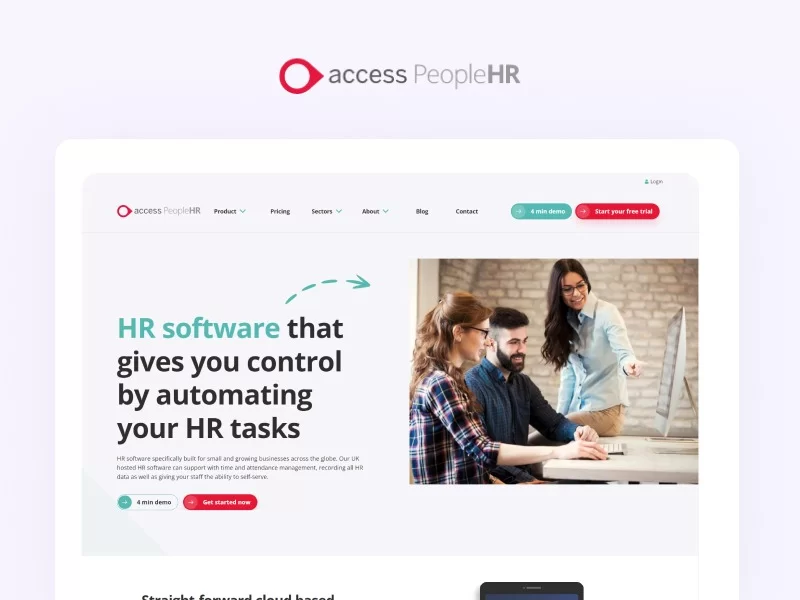 access PeopleHR
Login
access PeopleHR Product Pricing Sectors About Blog Contact 4 min demo Start your free trial
HR software that
gives you control
by automating
your HR tasks
HR software specifically built for small and growing businesses across the globe. Our UK
hosted HR software can support with time and attendance management, recording all HR
data as well as giving your staff the ability to self-serve.
4 min demo Get started now
Straight-forward cloud based